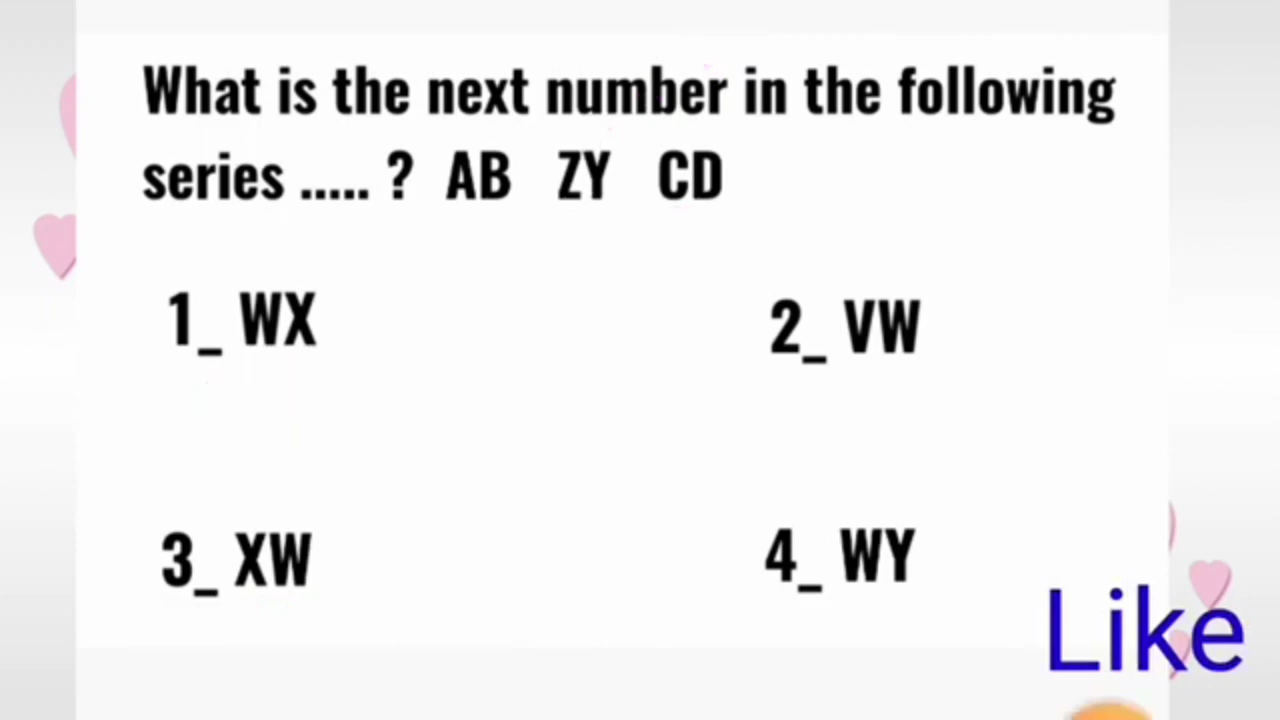 What is the next number in the following
series ..... ? AB ZY CD
1_ WX
2_ VW
3_ XW
4_ WY
Like